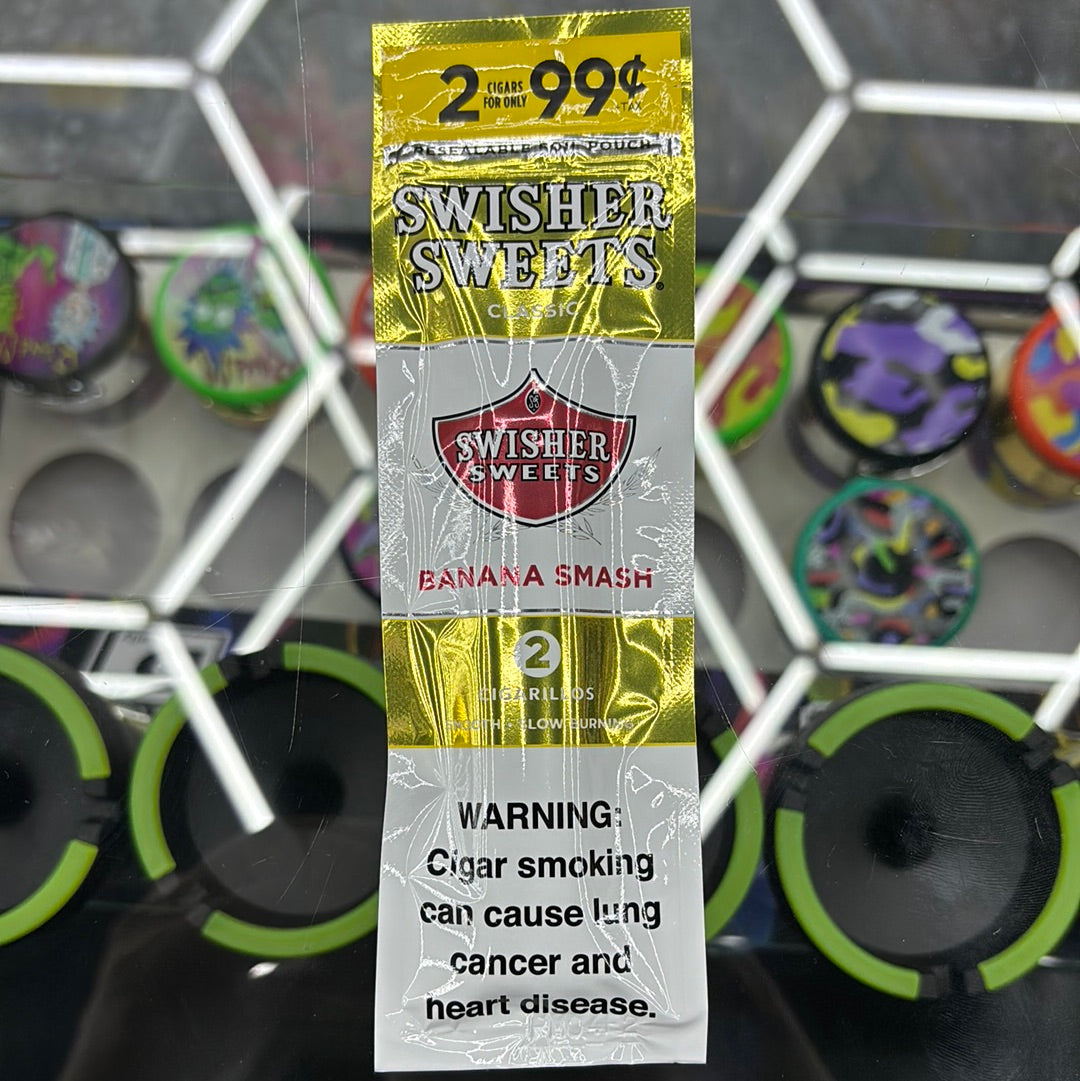 2 CIGARS FOR ONLY 99¢
+TAX
RESEALABLE FOIL POUCH
SWISHER
SWEETS®
CLASSIC
SWISHER
SWEETS
BANANA SMASH
2
CIGARILLOS
SMOOTH • SLOW BURNING
WARNING:
Cigar smoking
can cause lung
cancer and
heart disease.